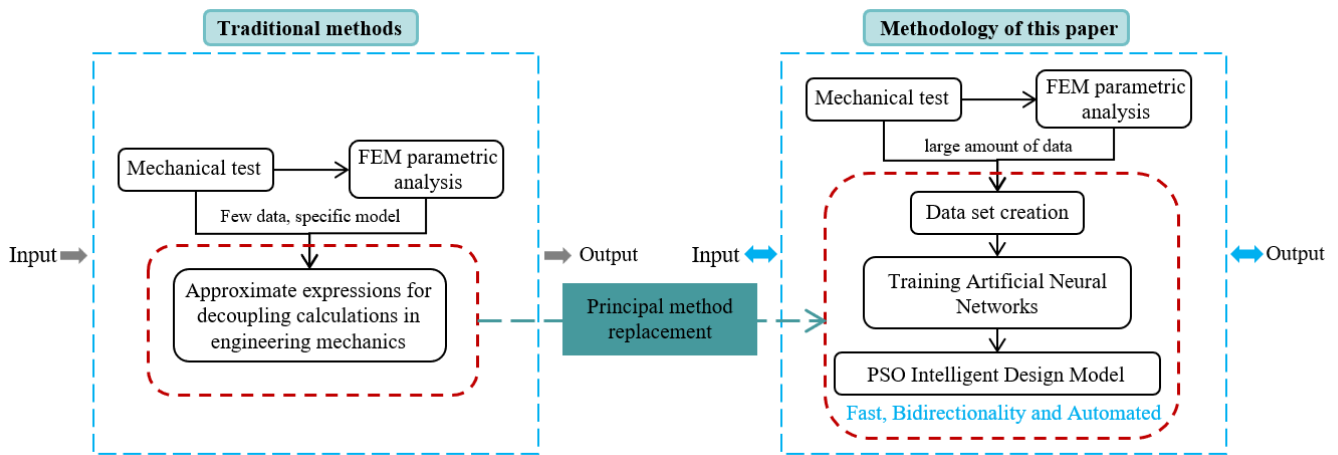 Traditional methods
Mechanical test
FEM parametric
analysis
Few data, specific model
Input
Output
Approximate expressions for
decoupling calculations in
engineering mechanics
Principal method
replacement
Methodology of this paper
Mechanical test
FEM parametric
analysis
large amount of data
Data set creation
Input
Output
Training Artificial Neural
Networks
PSO Intelligent Design Model
Fast, Bidirectionality and Automated